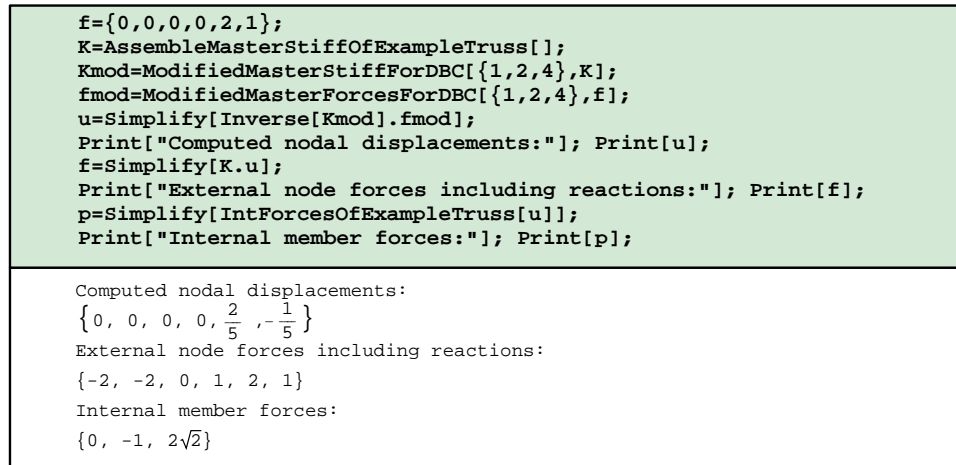 f={0,0,0,0,2,1};
K=AssembleMasterStiffOfExampleTruss[];
Kmod=ModifiedMasterStiffForDBC[{1,2,4},K];
fmod=ModifiedMasterForcesForDBC[{1,2,4},f];
u=Simplify[Inverse[Kmod].fmod];
Print["Computed nodal displacements:"]; Print[u];
f=Simplify[K.u];
Print["External node forces including reactions:"]; Print[f];
p=Simplify[IntForcesOfExampleTruss[u]];
Print["Internal member forces:"]; Print[p];
Computed nodal displacements:
{0, 0, 0, 0, 2/5 ,-1/5}
External node forces including reactions:
{-2, -2, 0, 1, 2, 1}
Internal member forces:
{0, -1, 2√2}